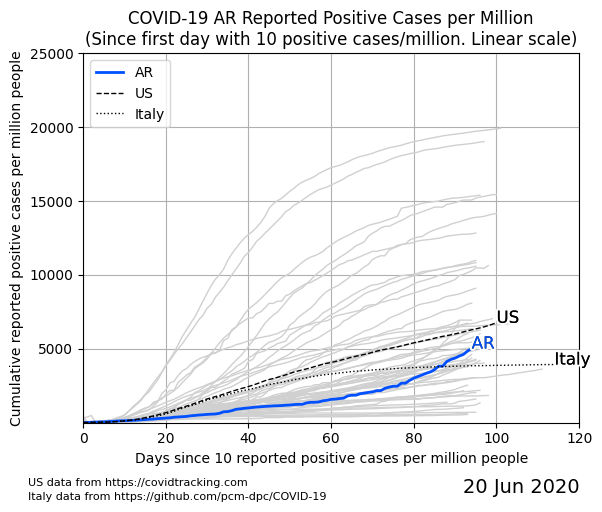 COVID-19 AR Reported Positive Cases per Million
(Since first day with 10 positive cases/million. Linear scale)
Cumulative reported positive cases per million people
25000
20000
15000
10000
5000
AR
US
Italy
US
AR
Italy
0
20
40
60
80
100
120
Days since 10 reported positive cases per million people
US data from https://covidtracking.com
Italy data from https://github.com/pcm-dpc/COVID-19
20 Jun 2020